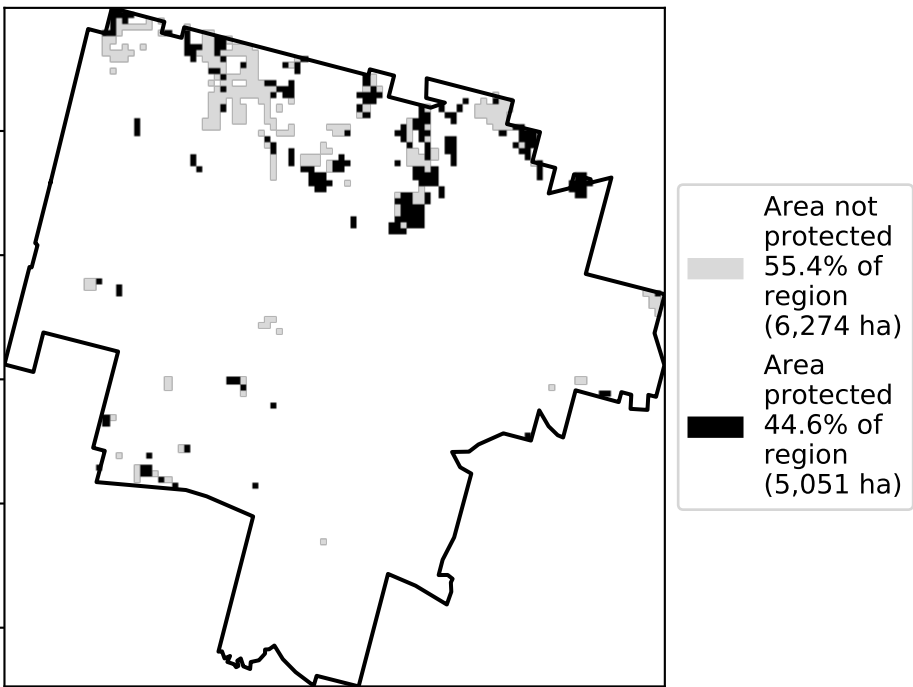 Area not
protected
55.4% of
region
(6,274 ha)
Area
protected
44.6% of
region
(5,051 ha)